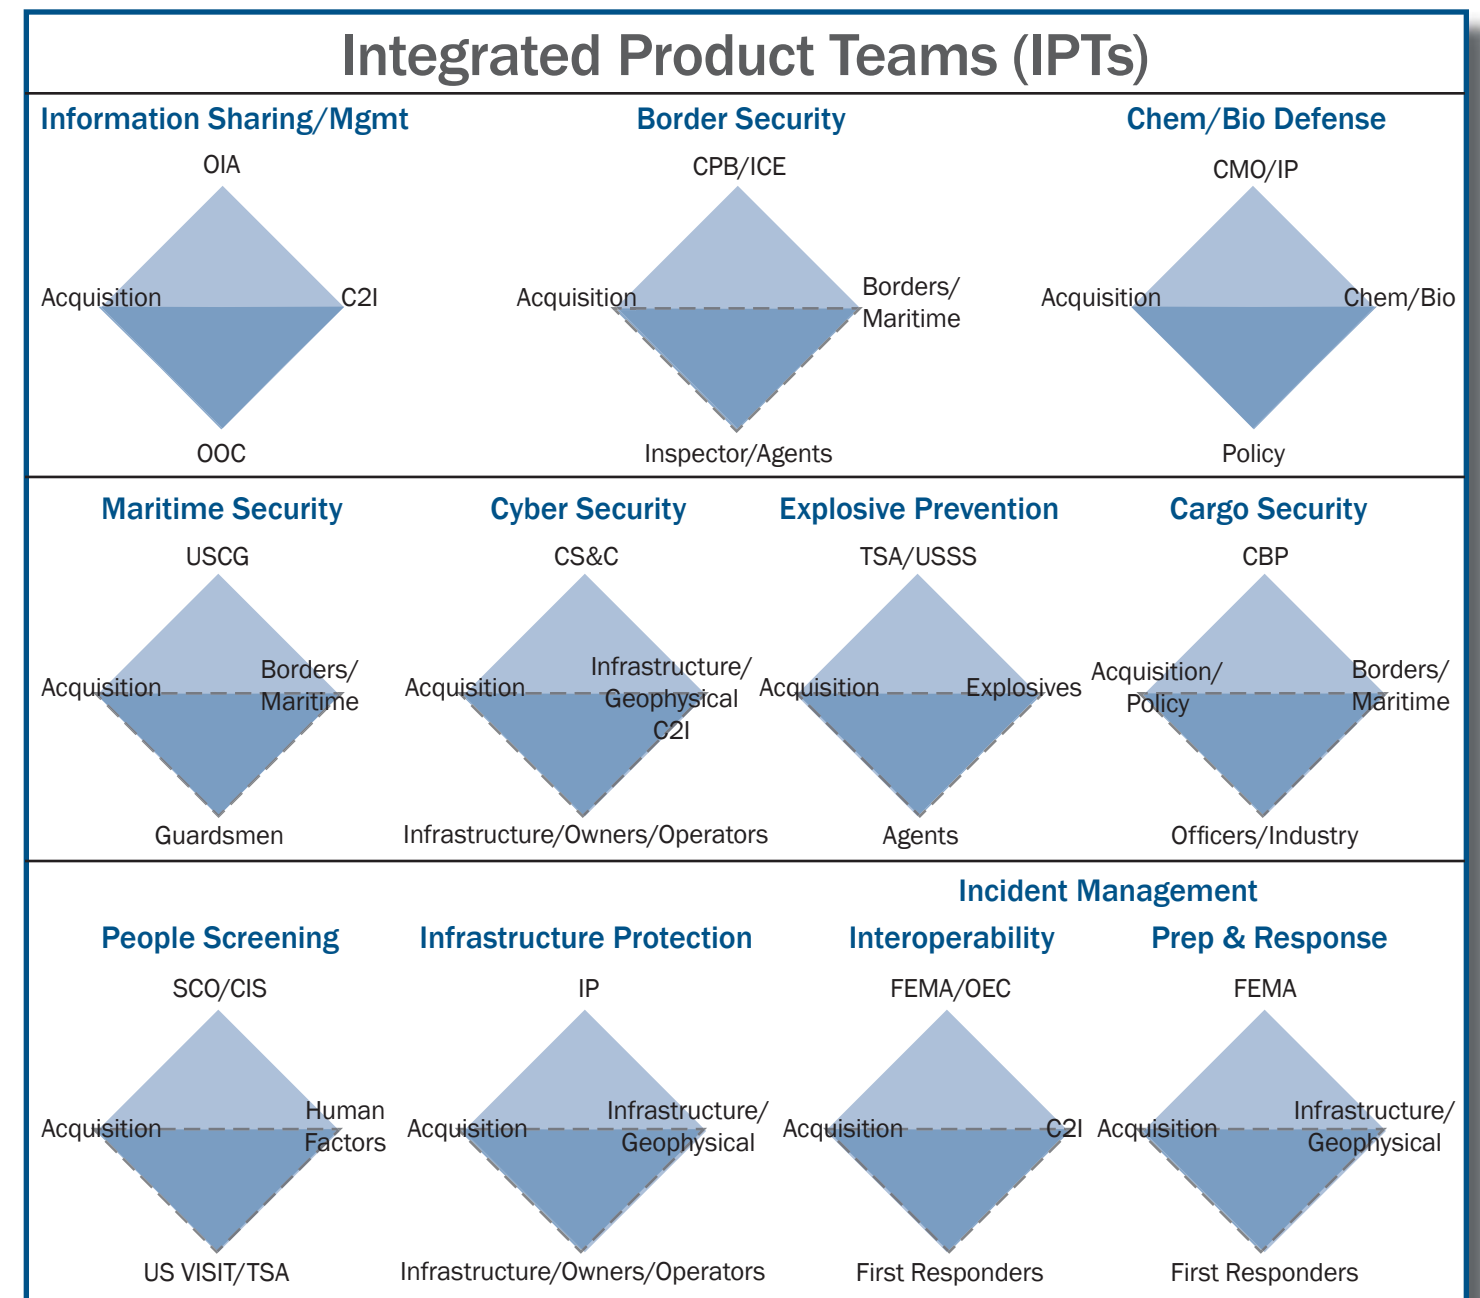 Integrated Product Teams (IPTs)
Information Sharing/Mgmt
OIA
Acquisition
C2I
OOC
Border Security
CPB/ICE
Acquisition
Borders/
Maritime
Inspector/Agents
Chem/Bio Defense
CMO/IP
Acquisition
Chem/Bio
Policy
Maritime Security
USCG
Acquisition
Borders/
Maritime
Guardsmen
Cyber Security
CS&C
Acquisition
Infrastructure/
Geophysical
C2I
Infrastructure/Owners/Operators
Explosive Prevention
TSA/USSS
Acquisition
Explosives
Agents
Cargo Security
CBP
Acquisition/
Policy
Borders/
Maritime
Officers/Industry
People Screening
SCO/CIS
Acquisition
Human
Factors
US VISIT/TSA
Infrastructure Protection
IP
Acquisition
Infrastructure/
Geophysical
Infrastructure/Owners/Operators
Incident Management
Interoperability
FEMA/OEC
Acquisition
C2I
First Responders
Prep & Response
FEMA
Acquisition
Infrastructure/
Geophysical
First Responders